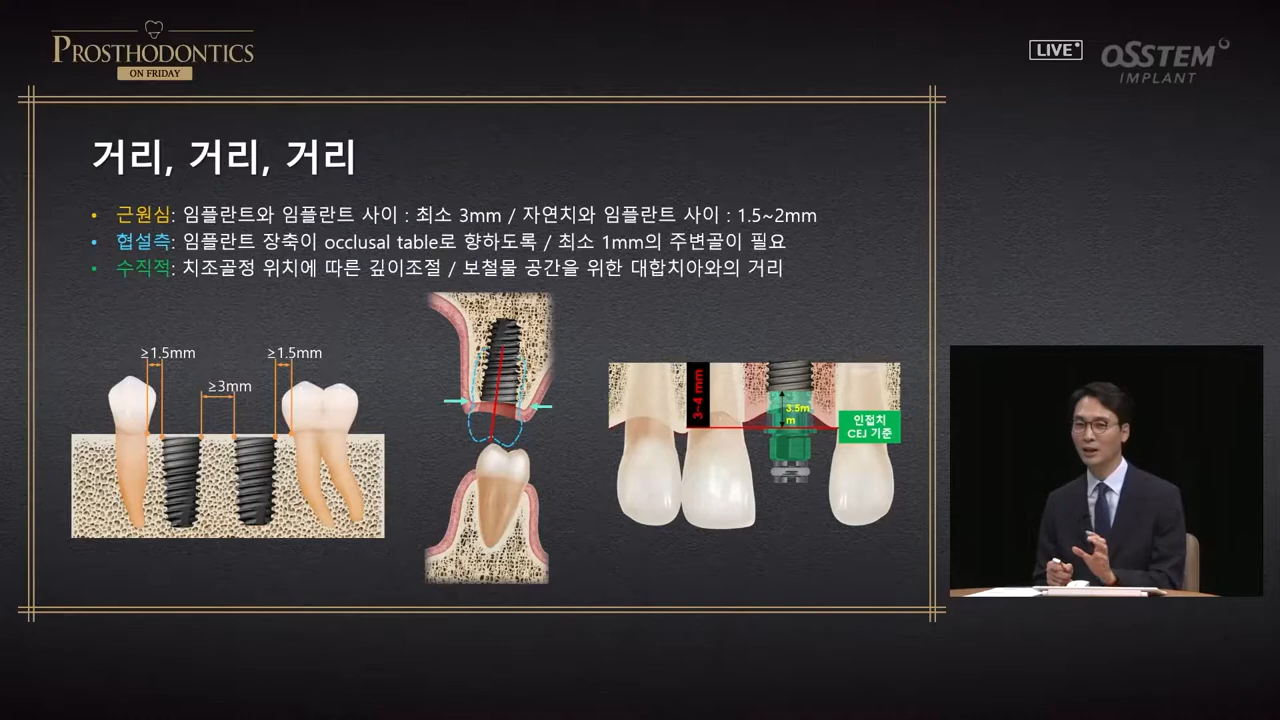 PROSTHODONTICS
ON FRIDAY
LIVE
OSSTEM
IMPLANT
거리, 거리, 거리
• 근원심: 임플란트와 임플란트 사이 : 최소 3mm / 자연치와 임플란트 사이 : 1.5~2mm
• 협설측: 임플란트 장축이 occlusal table로 향하도록 / 최소 1mm의 주변골이 필요
▪ 수직적: 치조골정 위치에 따른 깊이조절 / 보철물 공간을 위한 대합치아와의 거리
≥1.5mm
≥1.5mm
≥3mm
3~4 mm
3.5m
m
인접치
CEJ 기준